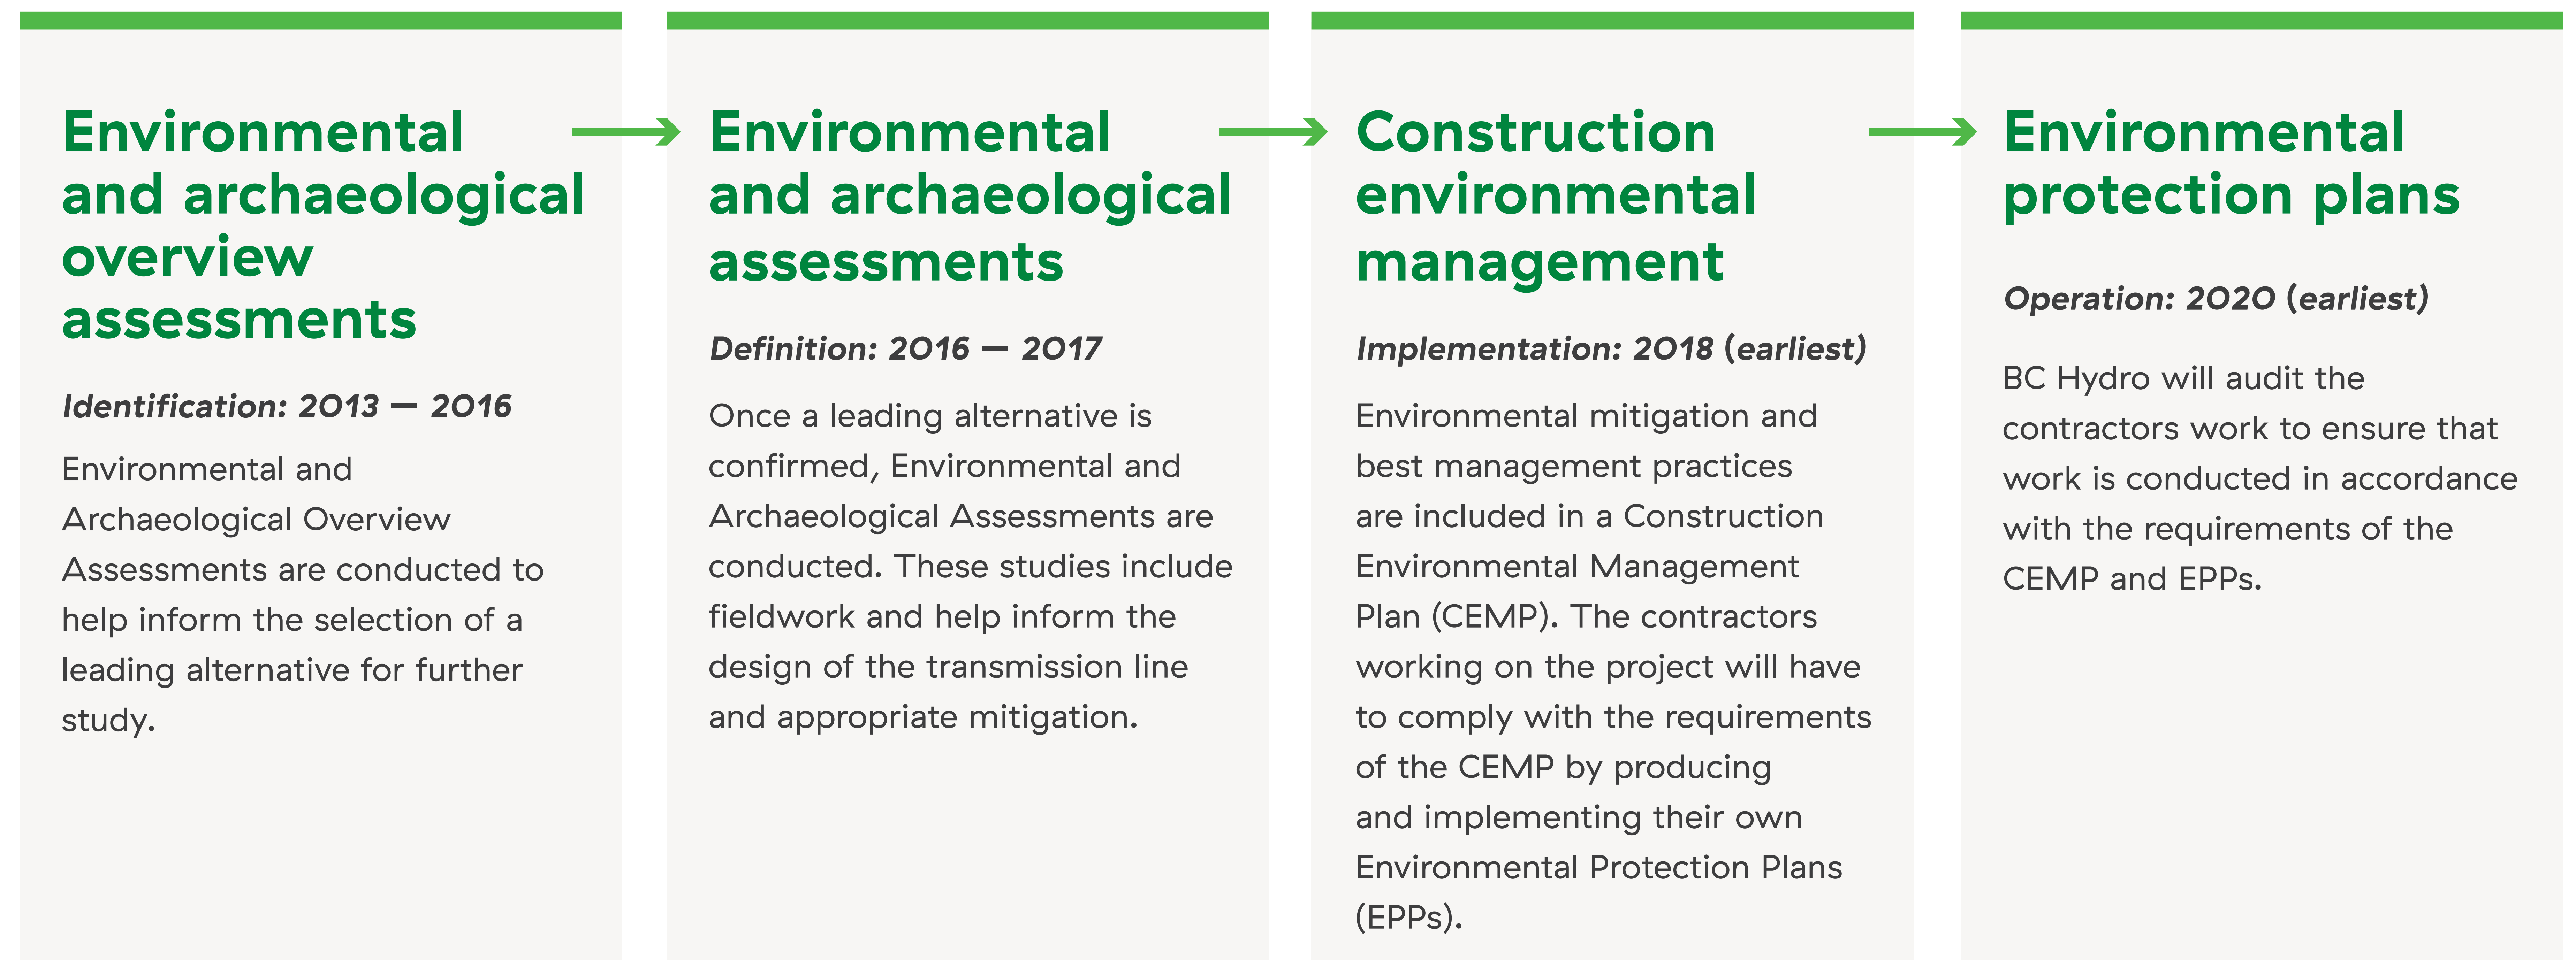 Environmental
and archaeological
overview
assessments
Identification: 2013 — 2016
Environmental and
Archaeological Overview
Assessments are conducted to
help inform the selection of a
leading alternative for further
study.
Environmental
and archaeological
assessments
Definition: 2016 — 2017
Once a leading alternative is
confirmed, Environmental and
Archaeological Assessments are
conducted. These studies include
fieldwork and help inform the
design of the transmission line
and appropriate mitigation.
Construction
environmental
management
Implementation: 2018 (earliest)
Environmental mitigation and
best management practices
are included in a Construction
Environmental Management
Plan (CEMP). The contractors
working on the project will have
to comply with the requirements
of the CEMP by producing
and implementing their own
Environmental Protection Plans
(EPPs).
Environmental
protection plans
Operation: 2020 (earliest)
BC Hydro will audit the
contractors work to ensure that
work is conducted in accordance
with the requirements of the
CEMP and EPPs.